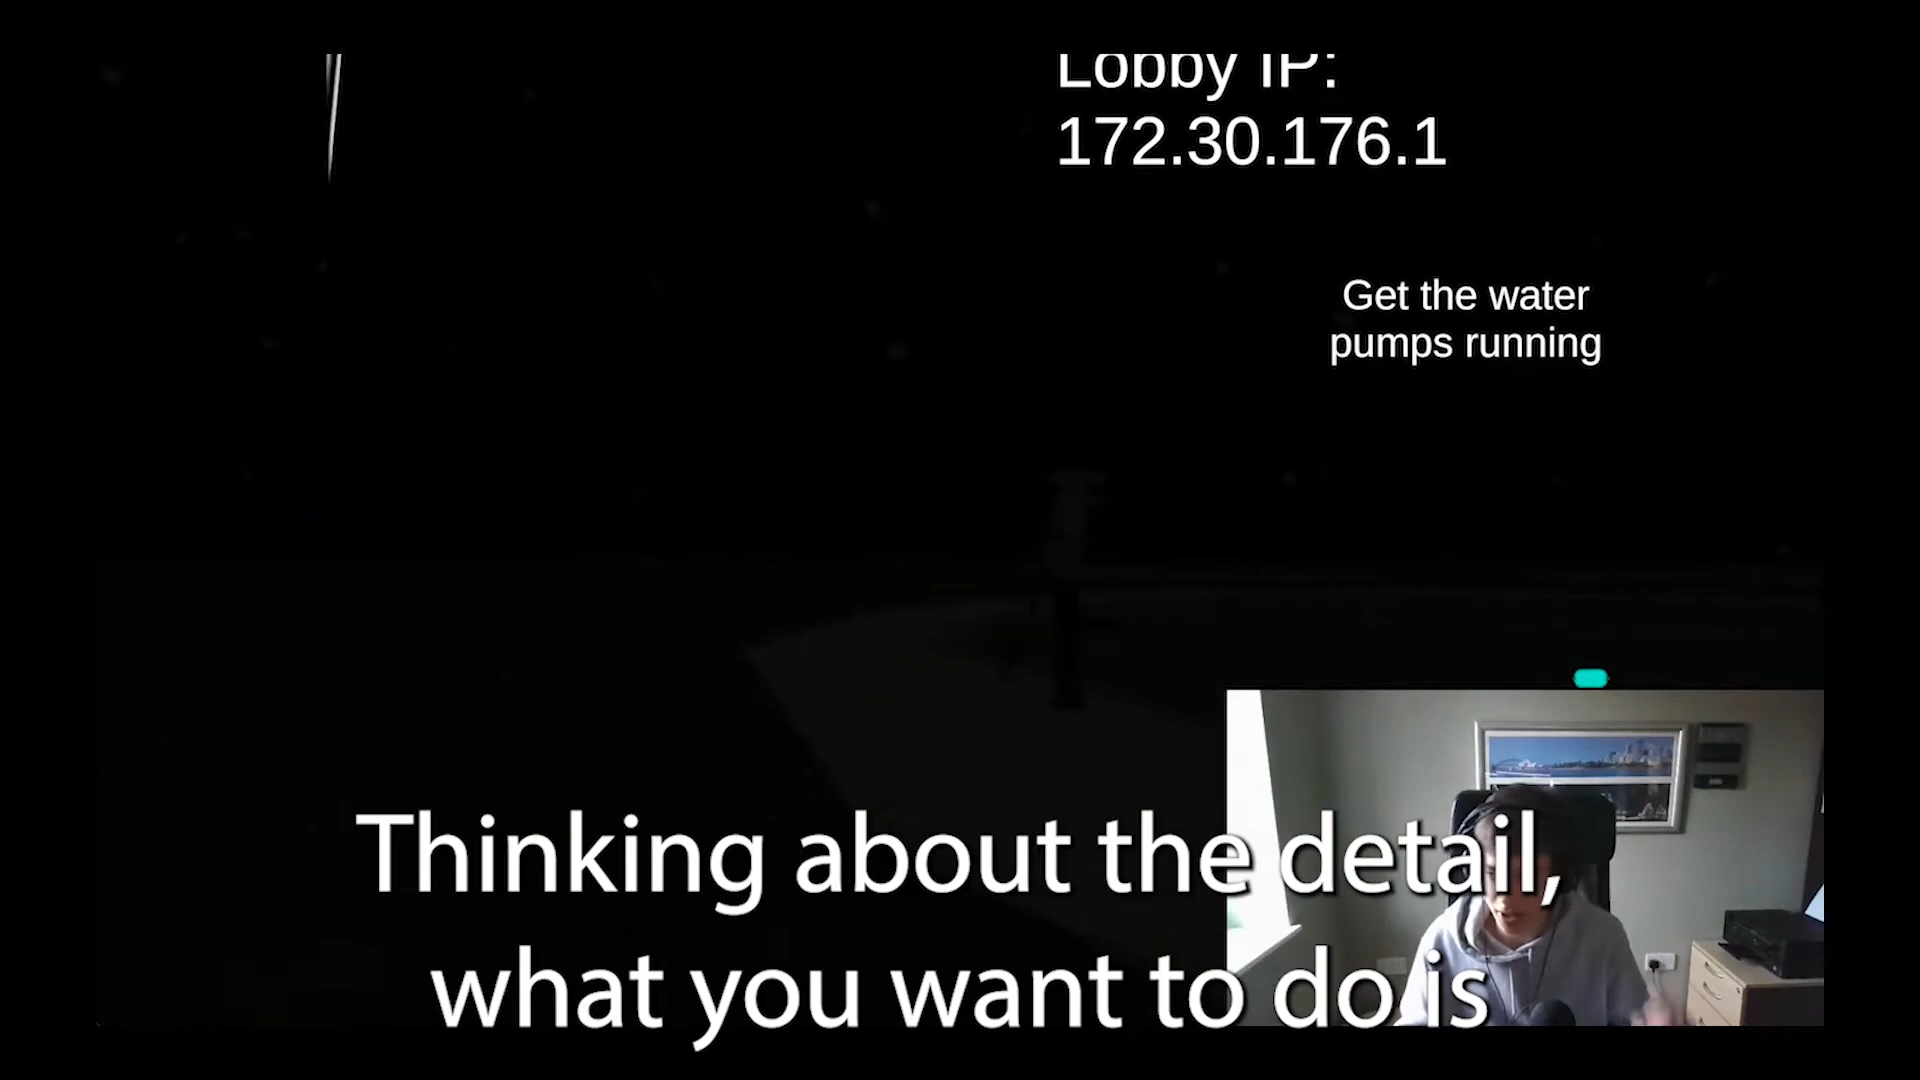 Lobby IP:
172.30.176.1
Get the water
pumps running
Thinking about the detail,
what you want to do is